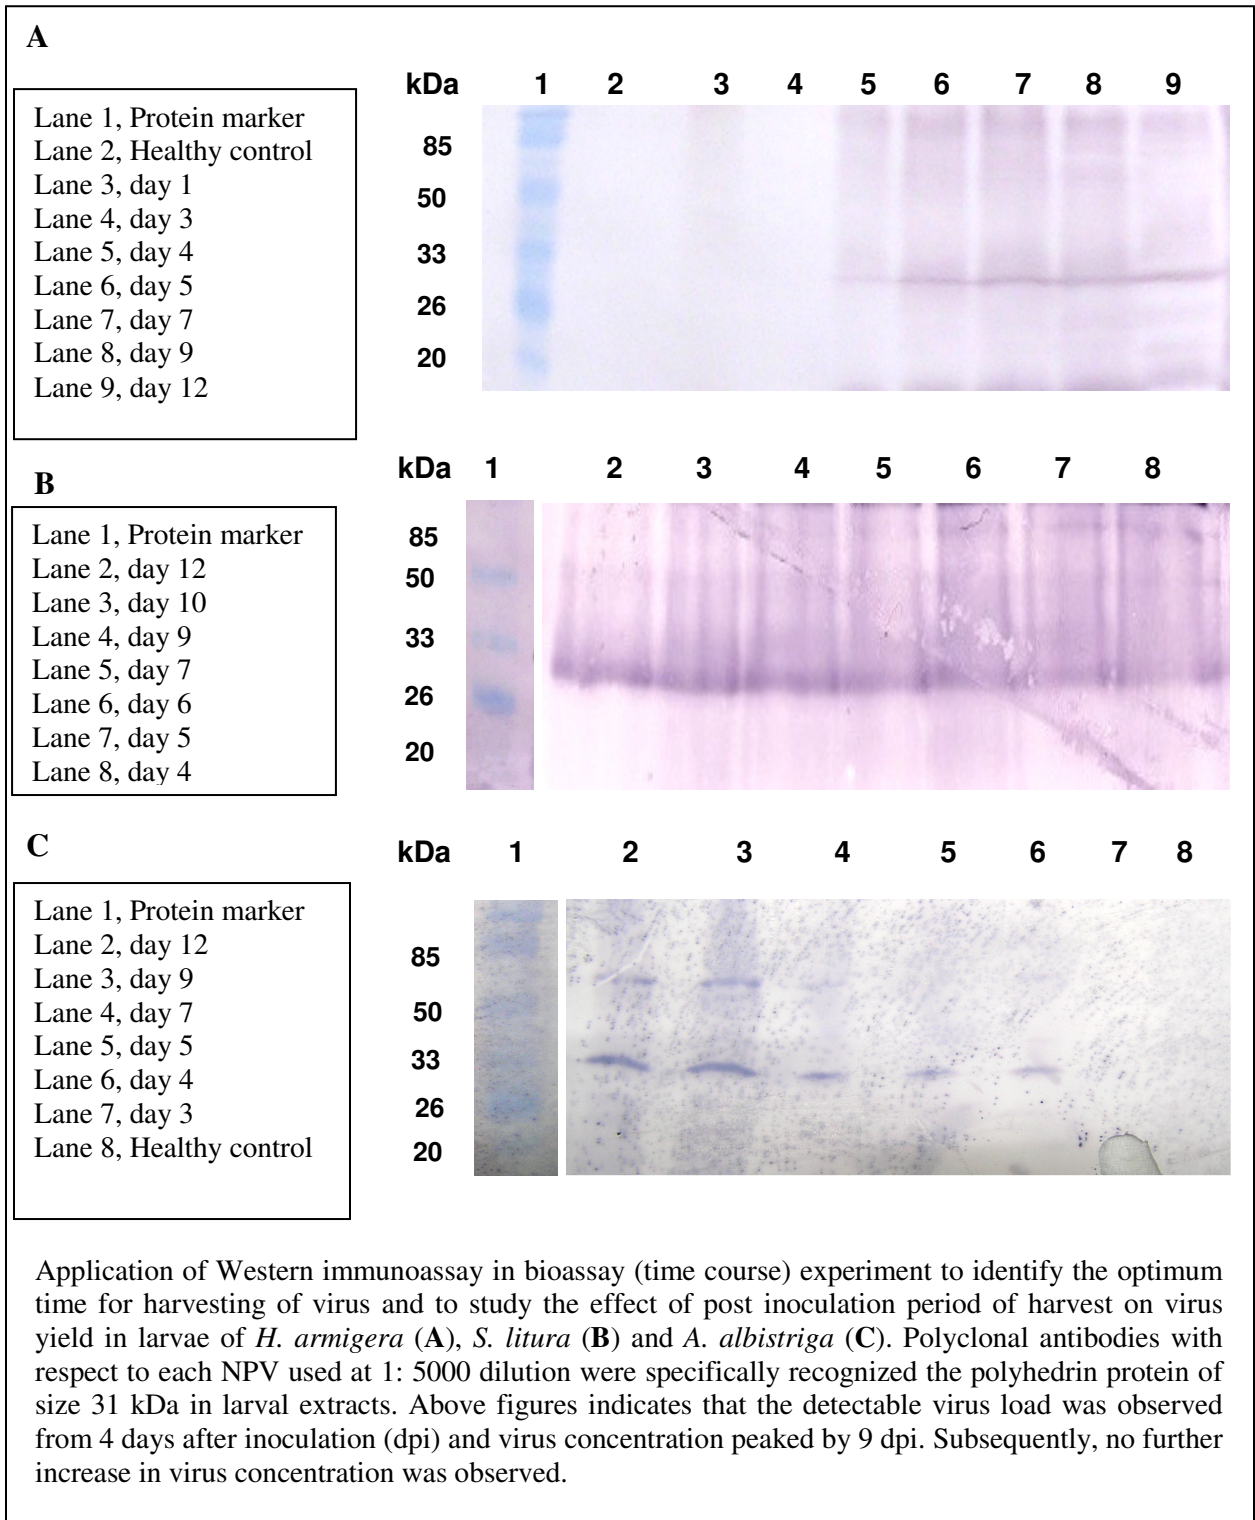 A
kDa 1 2 3 4 5 6 7 8 9
Lane 1, Protein marker
Lane 2, Healthy control
Lane 3, day 1
Lane 4, day 3
Lane 5, day 4
Lane 6, day 5
Lane 7, day 7
Lane 8, day 9
Lane 9, day 12
85
50
33
26
20
B
kDa 1 2 3 4 5 6 7 8
Lane 1, Protein marker
Lane 2, day 12
Lane 3, day 10
Lane 4, day 9
Lane 5, day 7
Lane 6, day 6
Lane 7, day 5
Lane 8, day 4
85
50
33
26
20
C
kDa 1 2 3 4 5 6 7 8
Lane 1, Protein marker
Lane 2, day 12
Lane 3, day 9
Lane 4, day 7
Lane 5, day 5
Lane 6, day 4
Lane 7, day 3
Lane 8, Healthy control
85
50
33
26
20
Application of Western immunoassay in bioassay (time course) experiment to identify the optimum
time for harvesting of virus and to study the effect of post inoculation period of harvest on virus
yield in larvae of H. armigera (A), S. litura (B) and A. albistriga (C). Polyclonal antibodies with
respect to each NPV used at 1: 5000 dilution were specifically recognized the polyhedrin protein of
size 31 kDa in larval extracts. Above figures indicates that the detectable virus load was observed
from 4 days after inoculation (dpi) and virus concentration peaked by 9 dpi. Subsequently, no further
increase in virus concentration was observed.